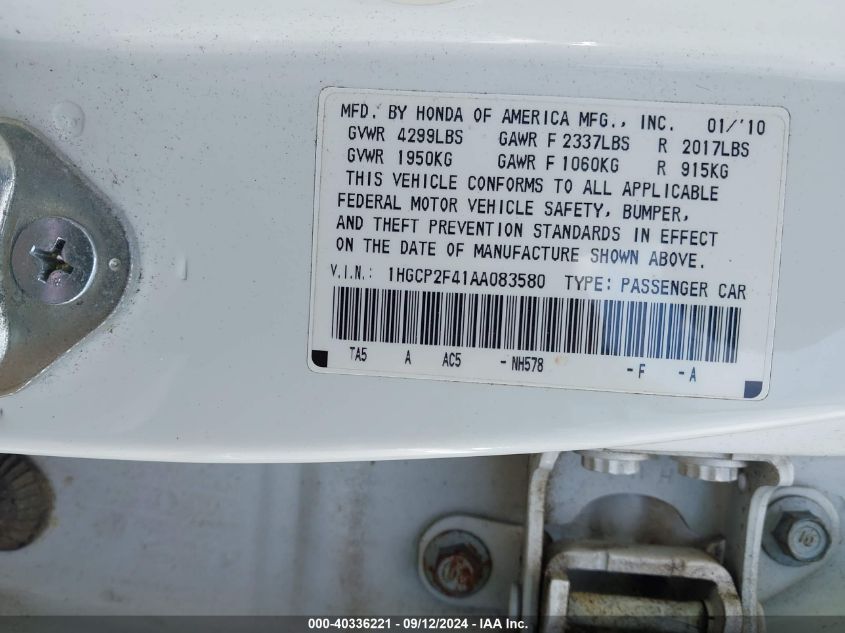 MFD. BY HONDA OF AMERICA MFG., INC. 01/'10
GVWR 4299LBS GAWR F 2337LBS R 2017LBS
GVWR 1950KG GAWR F 1060KG R 915KG
THIS VEHICLE CONFORMS TO ALL APPLICABLE
FEDERAL MOTOR VEHICLE SAFETY, BUMPER,
AND THEFT PREVENTION STANDARDS IN EFFECT
ON THE DATE OF MANUFACTURE SHOWN ABOVE.
V.I.N.: 1HGCP2F41AA083580 TYPE: PASSENGER CAR
TA5 A AC5 -NH578 -F -A
000-40336221 - 09/12/2024 - IAA Inc.